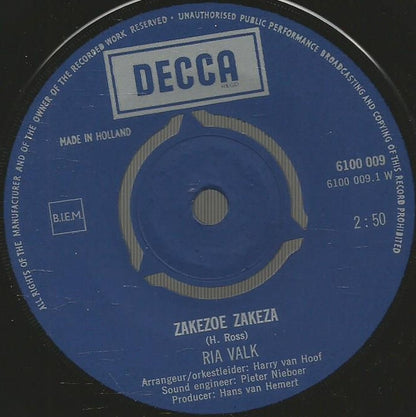 ALL RIGHTS OF THE MANUFACTURER AND OF THE OWNER OF THE RECORDED WORK RESERVED · UNAUTHORISED PUBLIC PERFORMANCE BROADCASTING AND COPYING OF THIS RECORD PROHIBITED
DECCA
MADE IN HOLLAND
6100 009
6100 009.1 W
B.I.E.M.
2:50
ZAKEZOE ZAKEZA
(H. Ross)
RIA VALK
Arrangeur/orkestleider: Harry van Hoof
Sound engineer: Pieter Nieboer
Producer: Hans van Hemert